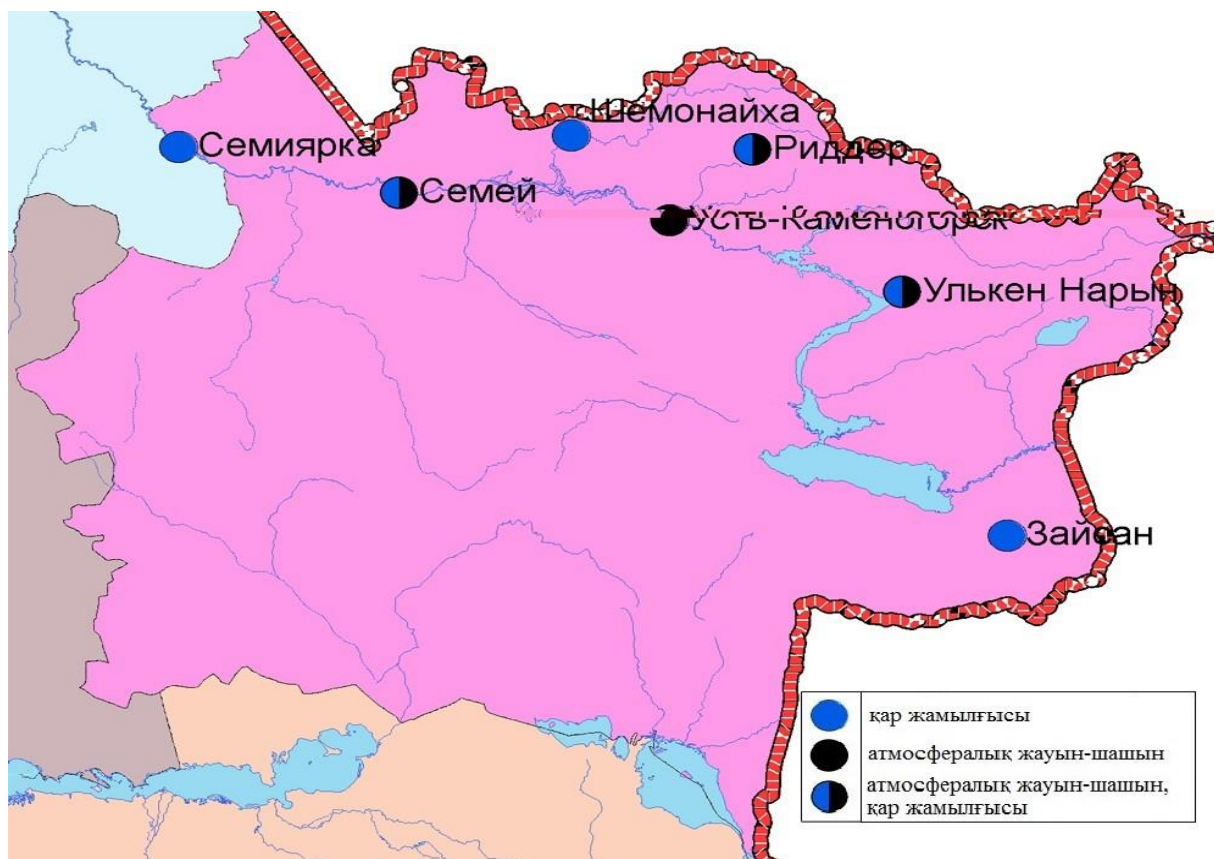 Шемонайха
Семиярка
Риддер
Семей
Усть-Каменогорск
Улькен Нарын
Зайсан
қар жамылғысы
атмосфералық жауын-шашын
атмосфералық жауын-шашын,
қар жамылғысы